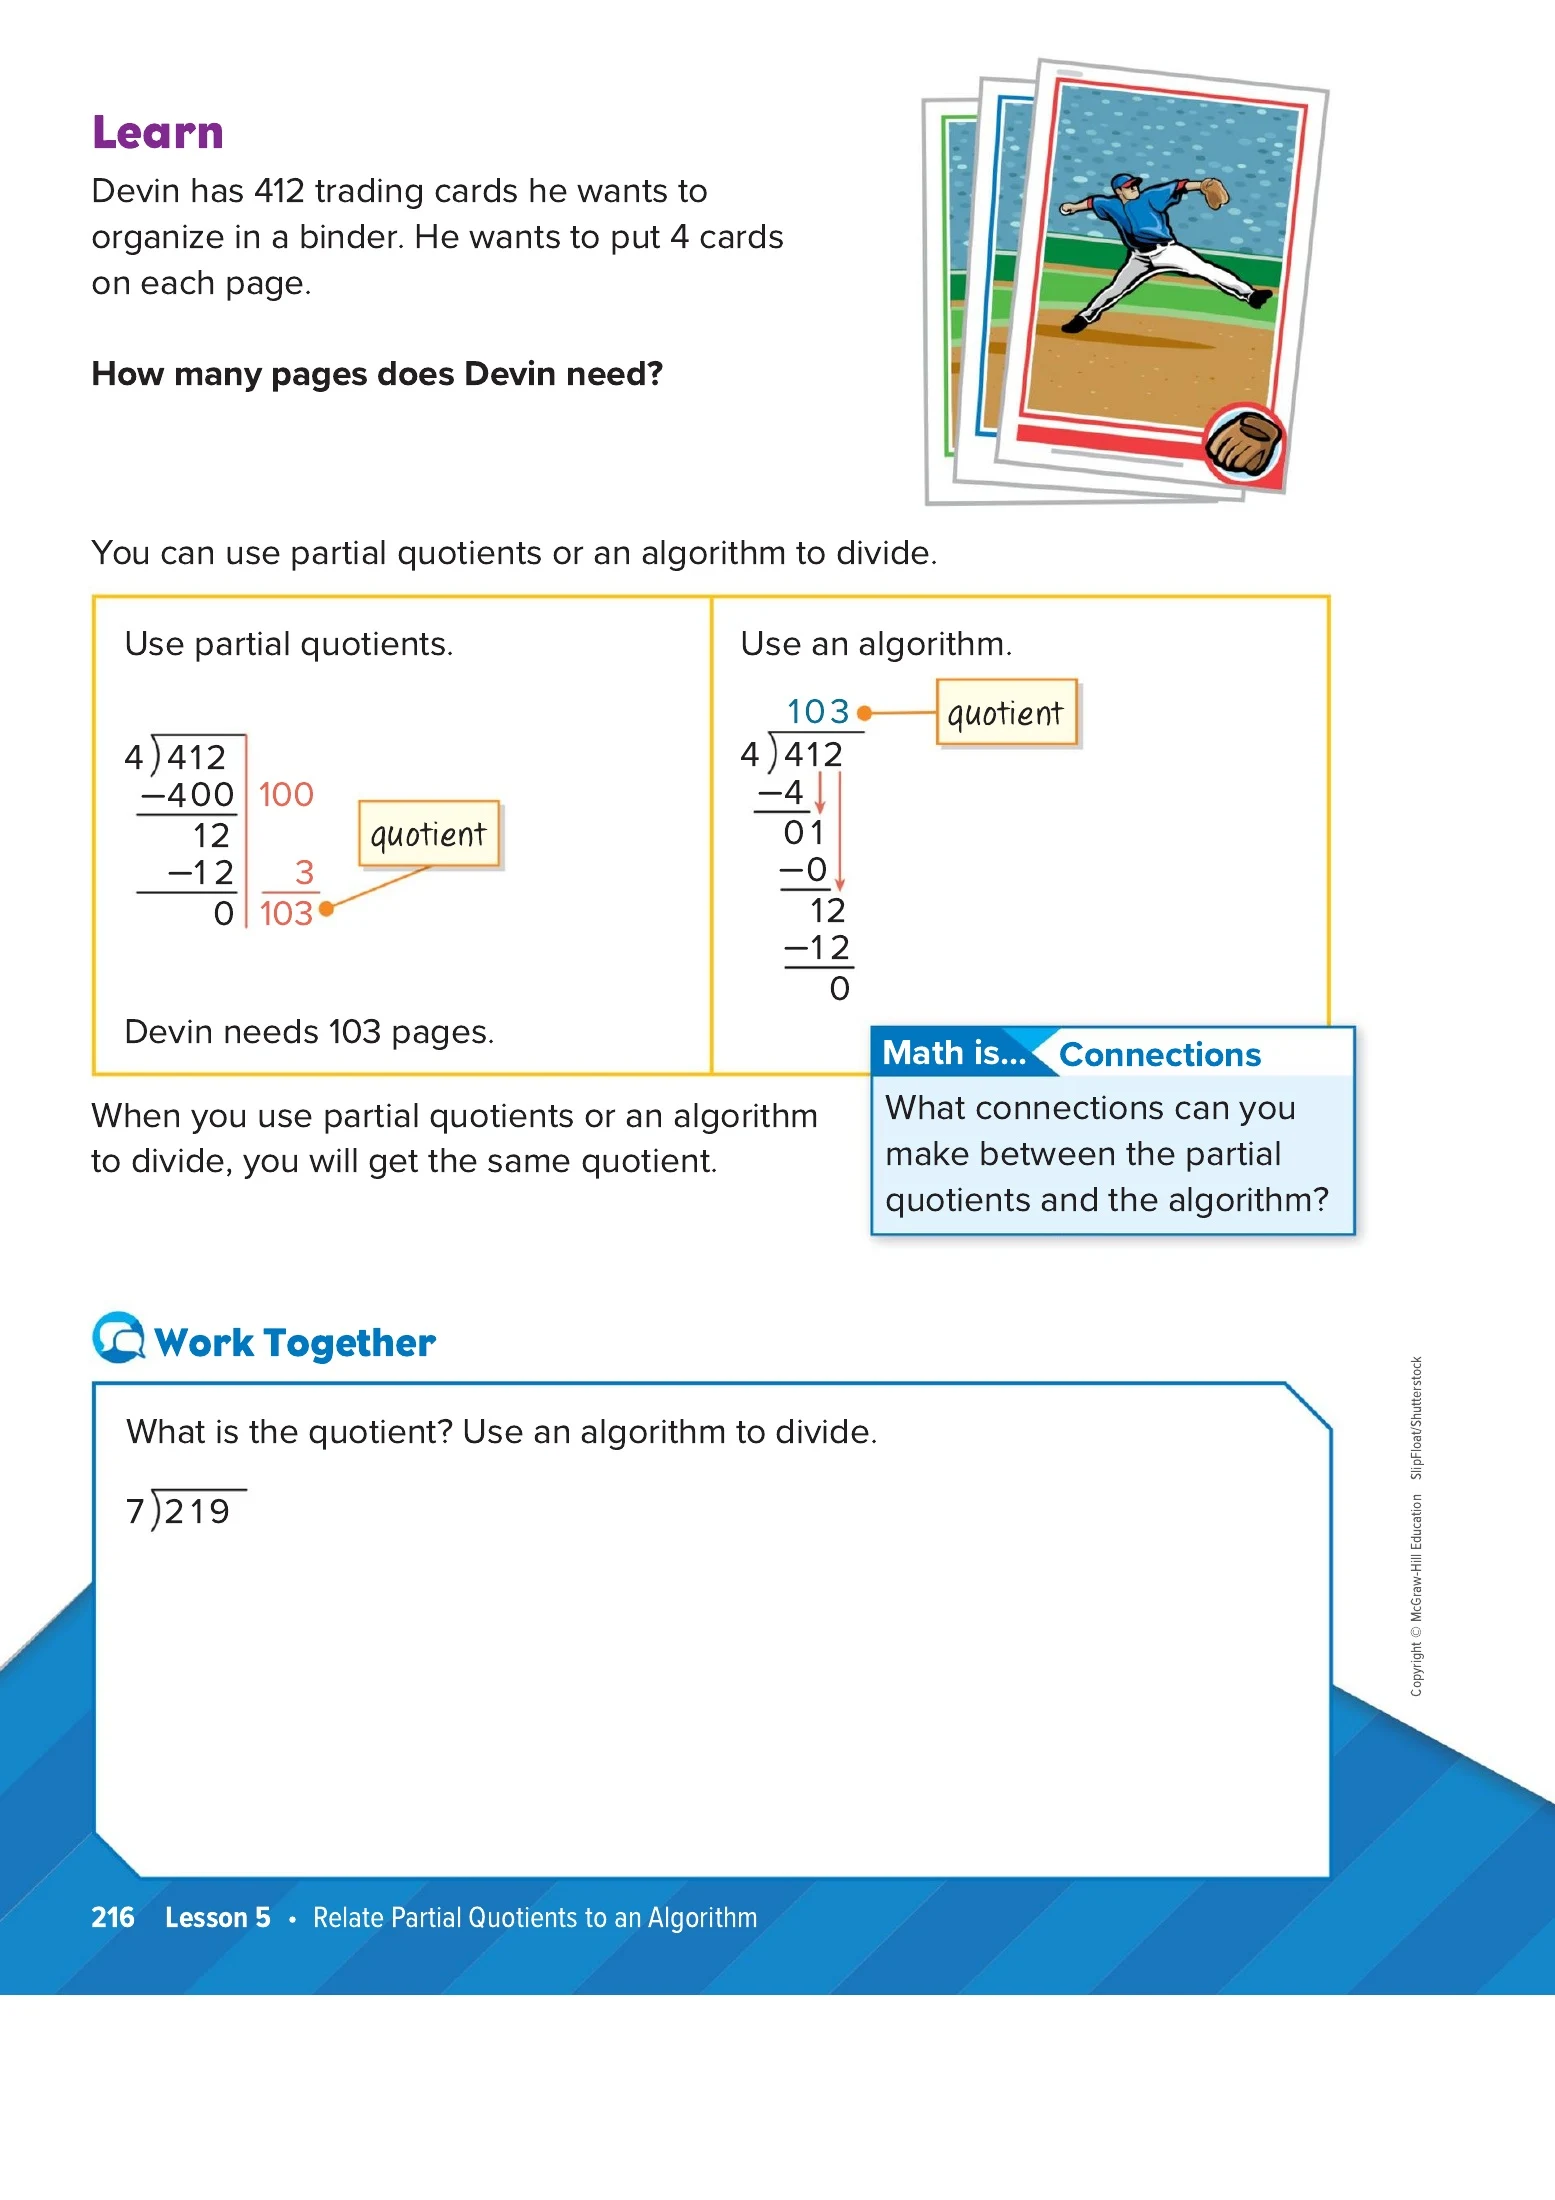 Learn
Devin has 412 trading cards he wants to
organize in a binder. He wants to put 4 cards
on each page.
How many pages does Devin need?
You can use partial quotients or an algorithm to divide.
Use partial quotients.
4)412
−400 100
12
−12 3
0 103
quotient
Devin needs 103 pages.
Use an algorithm.
103
quotient
4)412
−4
01
−0
12
−12
0
When you use partial quotients or an algorithm
to divide, you will get the same quotient.
Math is... Connections
What connections can you
make between the partial
quotients and the algorithm?
Work Together
What is the quotient? Use an algorithm to divide.
7)219
Copyright © McGraw-Hill Education SlipFloat/Shutterstock
216 Lesson 5 • Relate Partial Quotients to an Algorithm